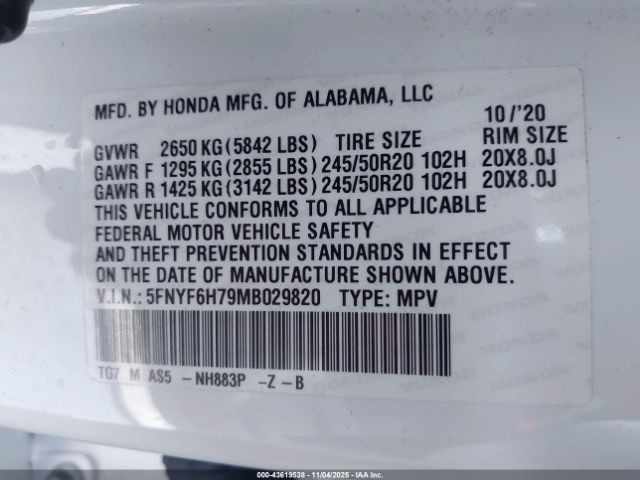 MFD. BY HONDA MFG. OF ALABAMA, LLC 10/'20
GVWR 2650 KG (5842 LBS) TIRE SIZE RIM SIZE
GAWR F 1295 KG (2855 LBS) 245/50R20 102H 20X8.0J
GAWR R 1425 KG (3142 LBS) 245/50R20 102H 20X8.0J
THIS VEHICLE CONFORMS TO ALL APPLICABLE
FEDERAL MOTOR VEHICLE SAFETY
AND THEFT PREVENTION STANDARDS IN EFFECT
ON THE DATE OF MANUFACTURE SHOWN ABOVE.
V.I.N.: 5FNYF6H79MB029820 TYPE: MPV
TG7 M AS5 - NH883P -Z-B
000-43619538 - 11/04/2025 - IAAI.COM